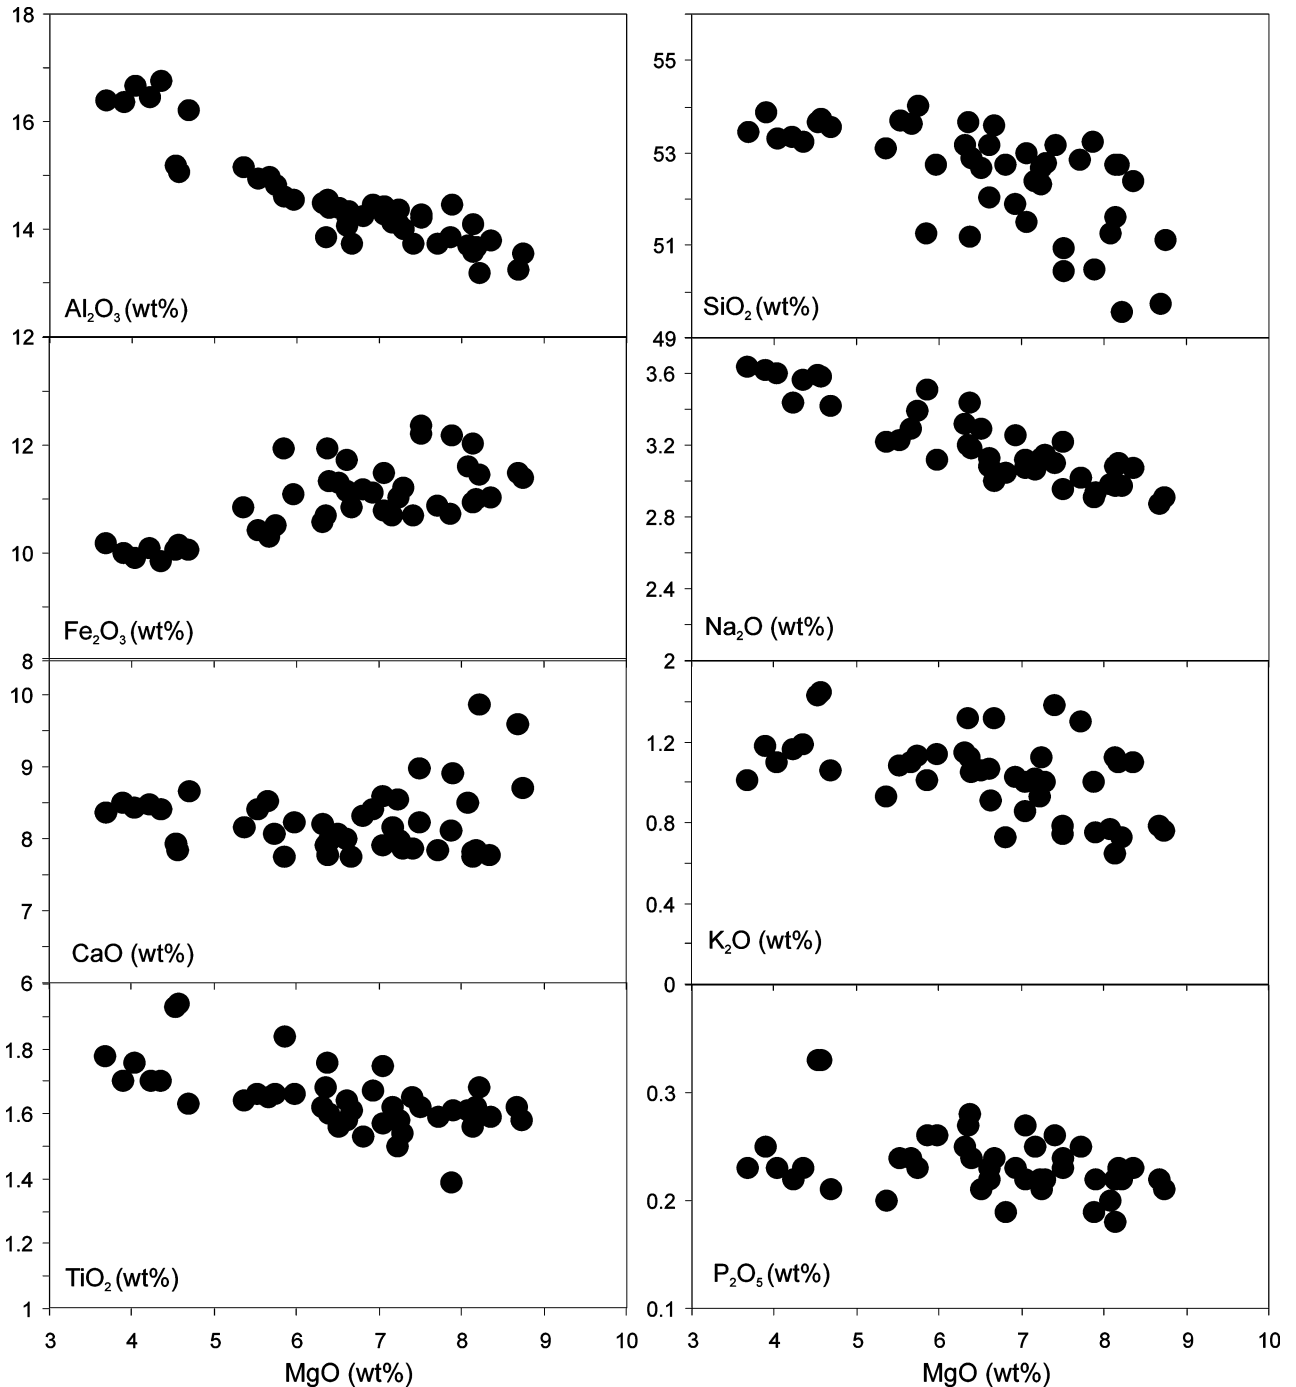 18
16
14
12
Al₂O₃ (wt%)
55
53
51
49
SiO₂ (wt%)
12
10
8
Fe₂O₃ (wt%)
3.6
3.2
2.8
2.4
2
Na₂O (wt%)
10
9
8
7
6
CaO (wt%)
1.2
0.8
0.4
0
K₂O (wt%)
1.8
1.6
1.4
1.2
1
TiO₂ (wt%)
0.3
0.2
0.1
P₂O₅ (wt%)
3 4 5 6 7 8 9 10
MgO (wt%)
3 4 5 6 7 8 9 10
MgO (wt%)